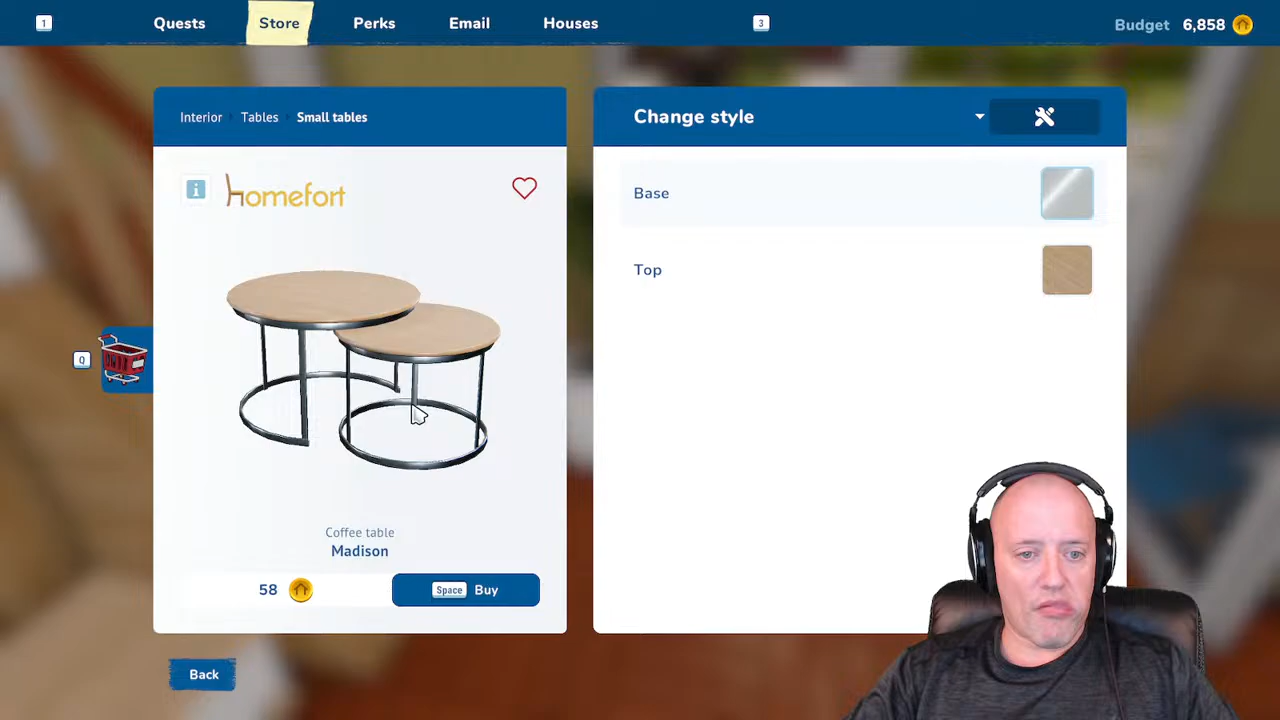 1 Quests Store Perks Email Houses 3 Budget 6,858
Interior Tables Small tables
Change style
i homefort
Base
Top
Q
Coffee table
Madison
58 Space Buy
Back